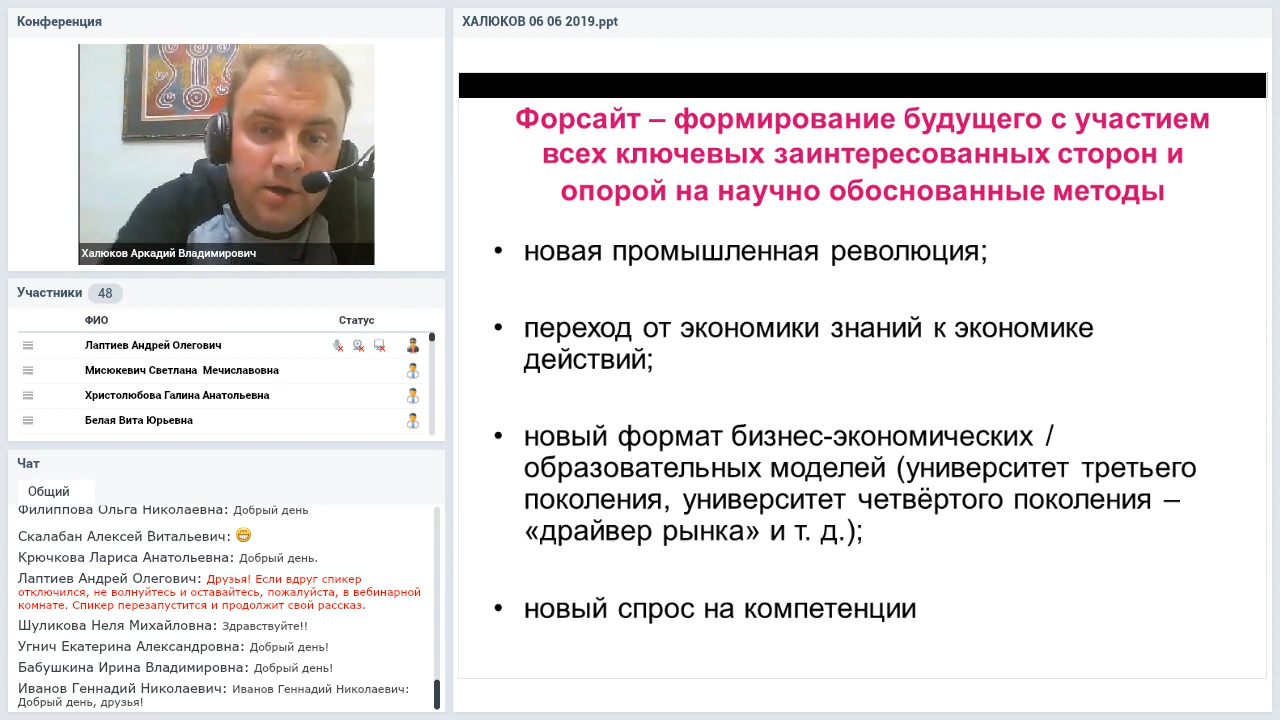 Конференция
Халюков Аркадий Владимирович
Участники 48
ФИО Статус
Лаптиев Андрей Олегович
Мисюкевич Светлана Мечиславовна
Христолюбова Галина Анатольевна
Белая Вита Юрьевна
Чат
Общий
Филиппова Ольга Николаевна: Добрый день
Скалабан Алексей Витальевич:
Крючкова Лариса Анатольевна: Добрый день.
Лаптиев Андрей Олегович: Друзья! Если вдруг спикер
отключился, не волнуйтесь и оставайтесь, пожалуйста, в вебинарной
комнате. Спикер перезапустится и продолжит свой рассказ.
Шуликова Неля Михайловна: Здравствуйте!!
Угнич Екатерина Александровна: Добрый день!
Бабушкина Ирина Владимировна: Добрый день!
Иванов Геннадий Николаевич: Иванов Геннадий Николаевич:
Добрый день, друзья!
ХАЛЮКОВ 06 06 2019.ppt
Форсайт – формирование будущего с участием
всех ключевых заинтересованных сторон и
опорой на научно обоснованные методы
• новая промышленная революция;
• переход от экономики знаний к экономике
действий;
• новый формат бизнес-экономических /
образовательных моделей (университет третьего
поколения, университет четвёртого поколения –
«драйвер рынка» и т. д.);
• новый спрос на компетенции